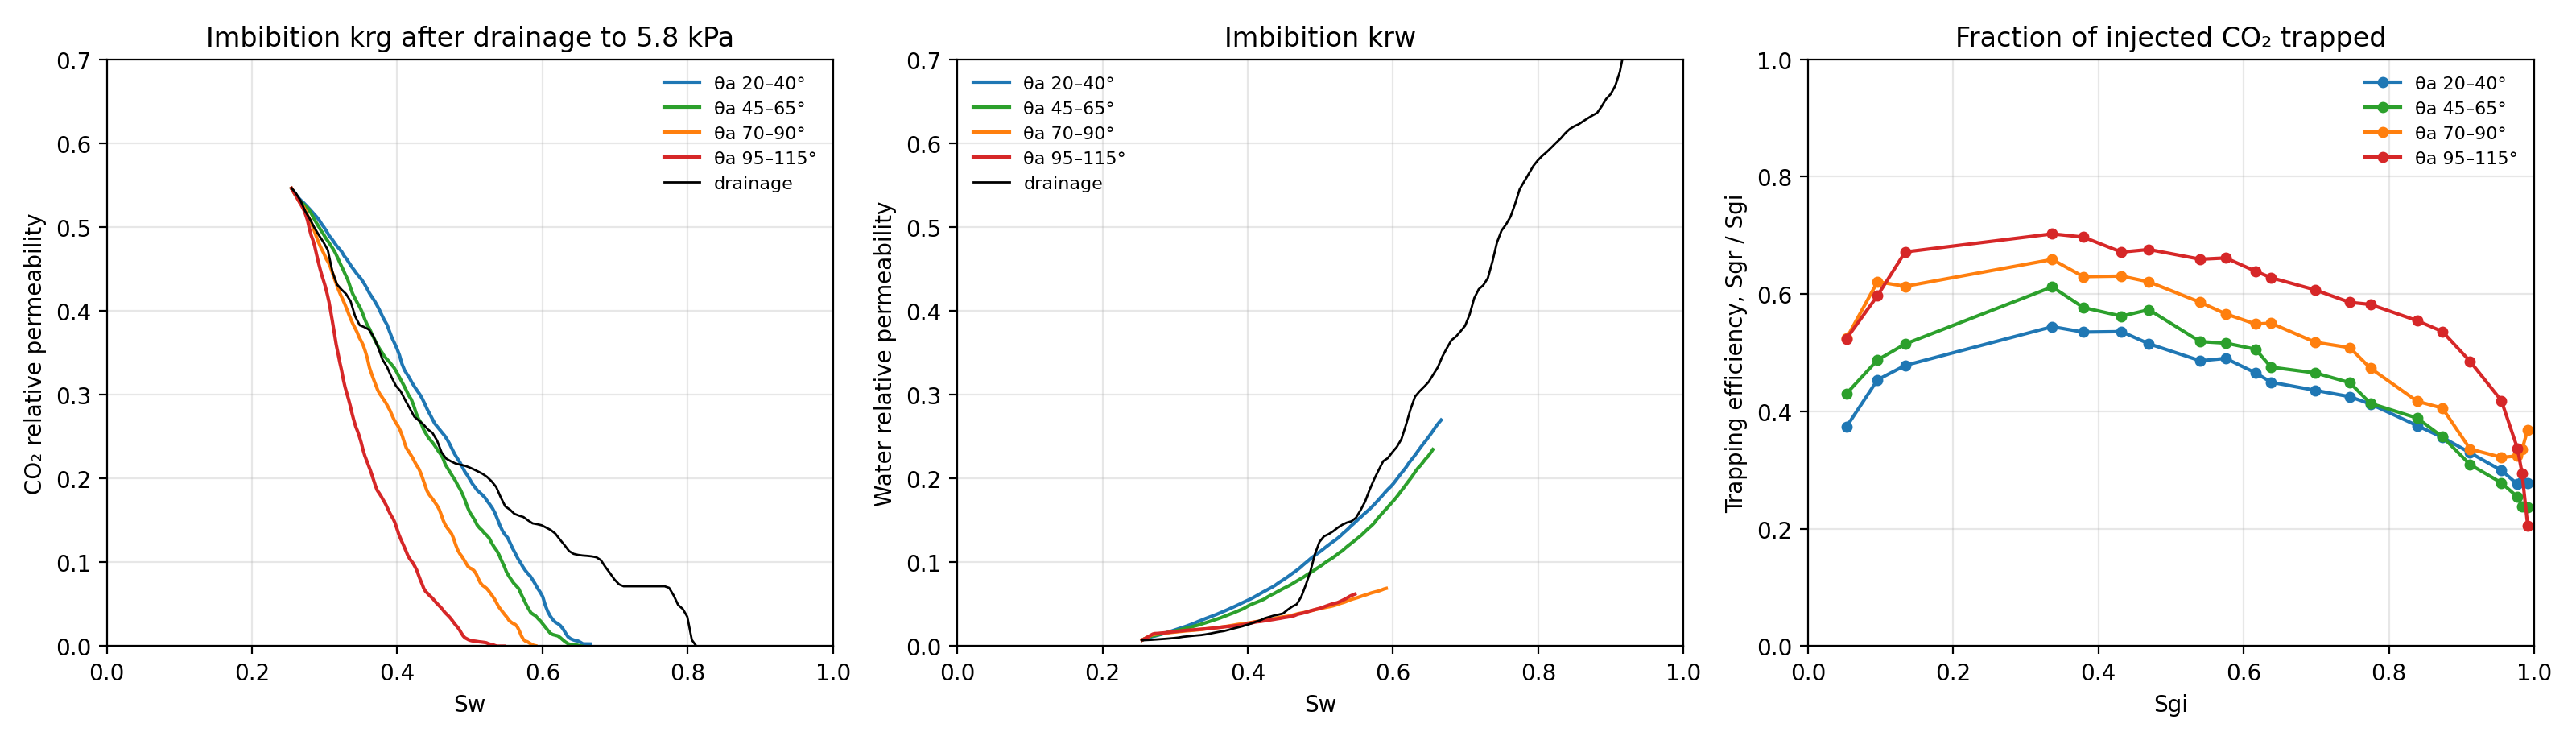 Imbibition krg after drainage to 5.8 kPa
CO₂ relative permeability
0.7
0.6
0.5
0.4
0.3
0.2
0.1
0.0
0.0 0.2 0.4 0.6 0.8 1.0
Sw
θa 20–40°
θa 45–65°
θa 70–90°
θa 95–115°
drainage
Imbibition krw
Water relative permeability
0.7
0.6
0.5
0.4
0.3
0.2
0.1
0.0
0.0 0.2 0.4 0.6 0.8 1.0
Sw
θa 20–40°
θa 45–65°
θa 70–90°
θa 95–115°
drainage
Fraction of injected CO₂ trapped
Trapping efficiency, Sgr / Sgi
1.0
0.8
0.6
0.4
0.2
0.0
0.0 0.2 0.4 0.6 0.8 1.0
Sgi
θa 20–40°
θa 45–65°
θa 70–90°
θa 95–115°